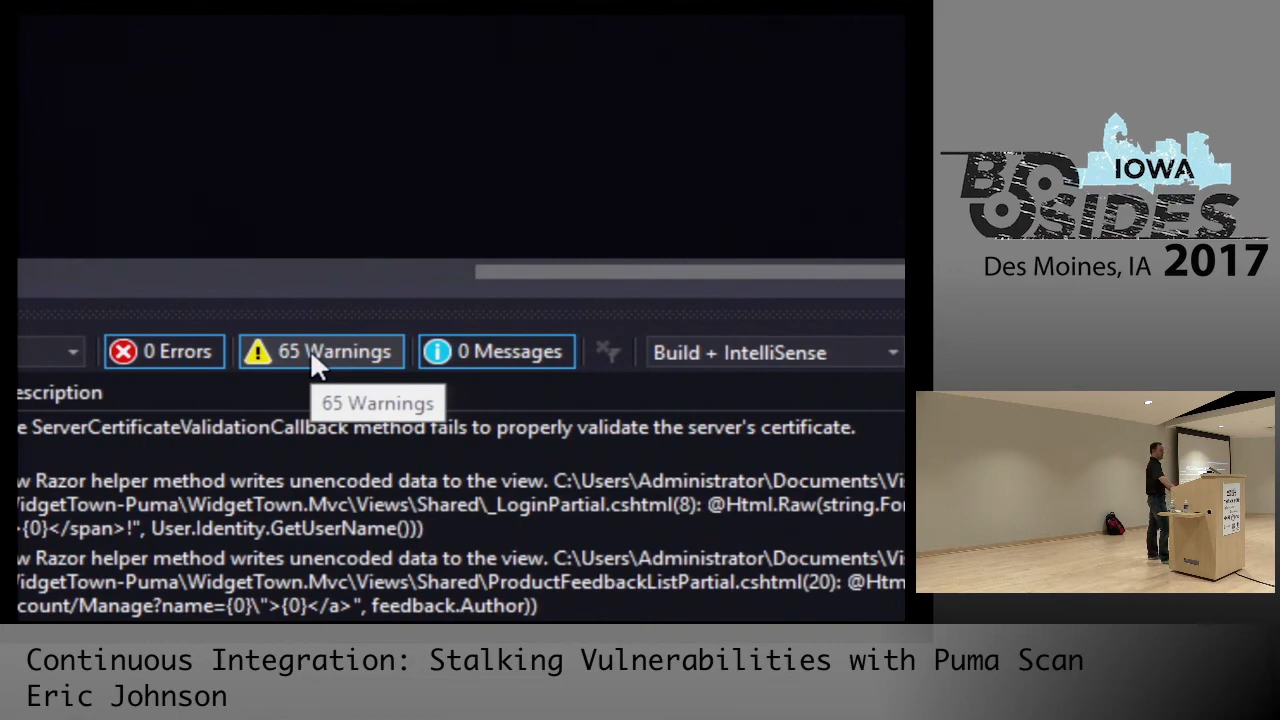 0 Errors
65 Warnings
0 Messages
Build + IntelliSense
escription
65 Warnings
e ServerCertificateValidationCallback method fails to properly validate the server's certificate.
w Razor helper method writes unencoded data to the view. C:\Users\Administrator\Documents\Vi
VidgetTown-Puma\WidgetTown.Mvc\Views\Shared\_LoginPartial.cshtml(8): @Html.Raw(string.For
>{0}</span>!", User.Identity.GetUserName()))
w Razor helper method writes unencoded data to the view. C:\Users\Administrator\Documents\Vi
VidgetTown-Puma\WidgetTown.Mvc\Views\Shared\ProductFeedbackListPartial.cshtml(20): @Htm
count/Manage?name={0}\">{0}</a>", feedback.Author))
IOWA
BSIDES
Des Moines, IA 2017
Continuous Integration: Stalking Vulnerabilities with Puma Scan
Eric Johnson